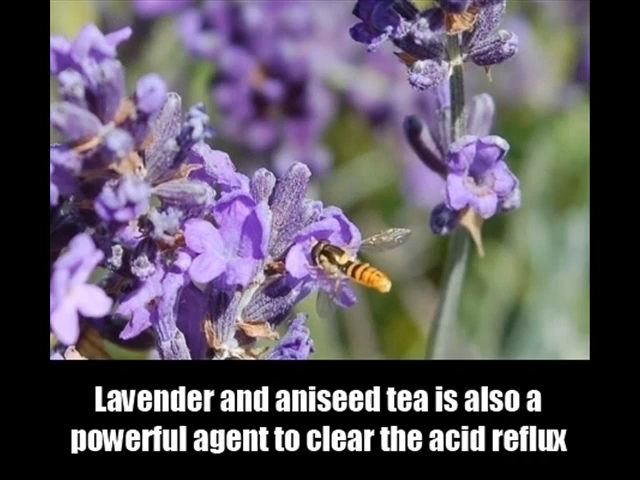 Lavender and aniseed tea is also a
powerful agent to clear the acid reflux